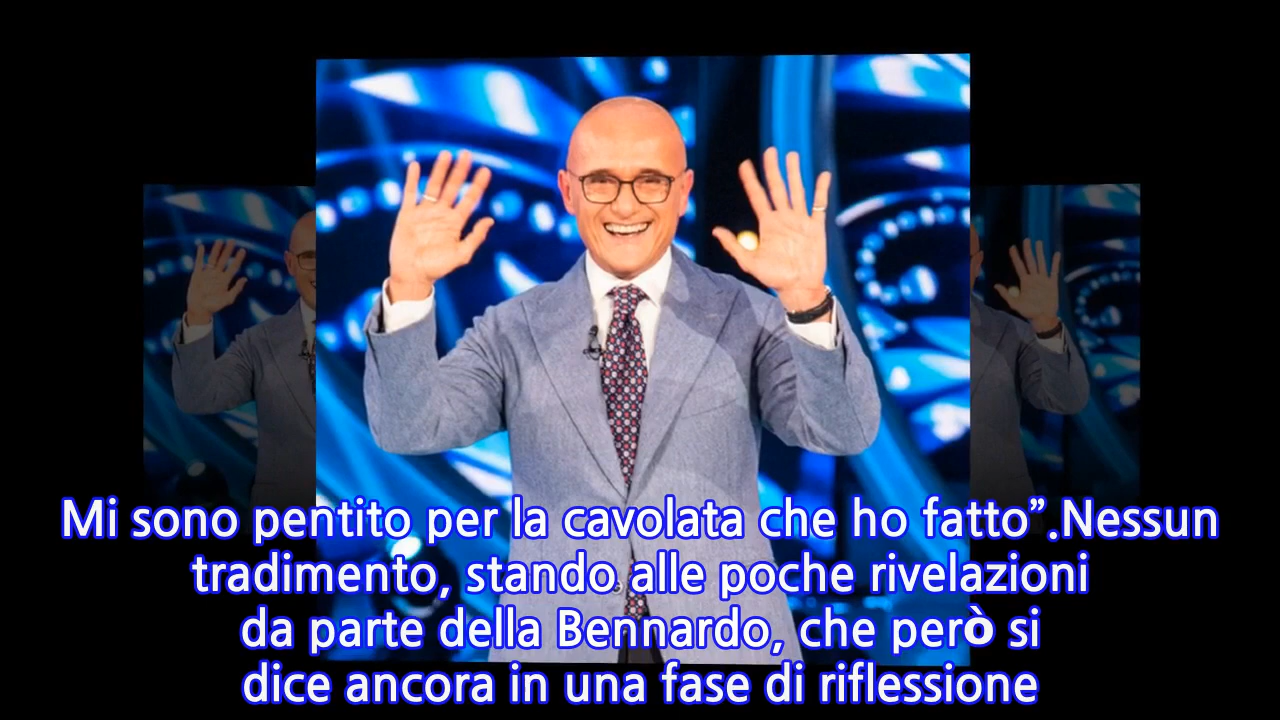 Mi sono pentito per la cavolata che ho fatto”.Nessun
tradimento, stando alle poche rivelazioni
da parte della Bennardo, che però si
dice ancora in una fase di riflessione